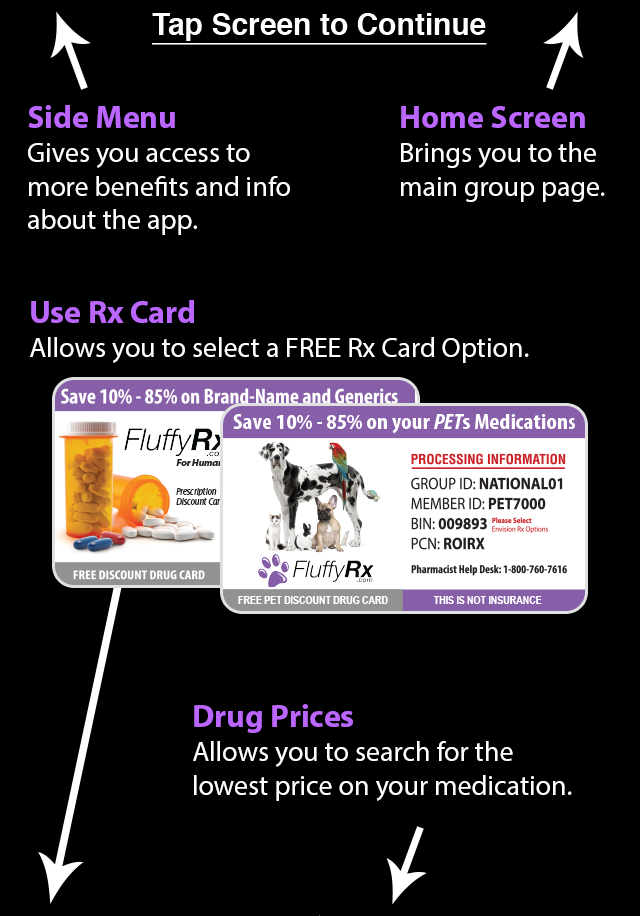 Tap Screen to Continue
Side Menu
Gives you access to
more benefits and info
about the app.
Home Screen
Brings you to the
main group page.
Use Rx Card
Allows you to select a FREE Rx Card Option.
Save 10% - 85% on Brand-Name and Generics
FluffyRx
.co
For Human
Prescription
Discount Car
FREE DISCOUNT DRUG CARD
Save 10% - 85% on your PETs Medications
PROCESSING INFORMATION
GROUP ID: NATIONAL01
MEMBER ID: PET7000
BIN: 009893 Please Select
Envision Rx Options
PCN: ROIRX
Pharmacist Help Desk: 1-800-760-7616
FluffyRx
.com
FREE PET DISCOUNT DRUG CARD
THIS IS NOT INSURANCE
Drug Prices
Allows you to search for the
lowest price on your medication.